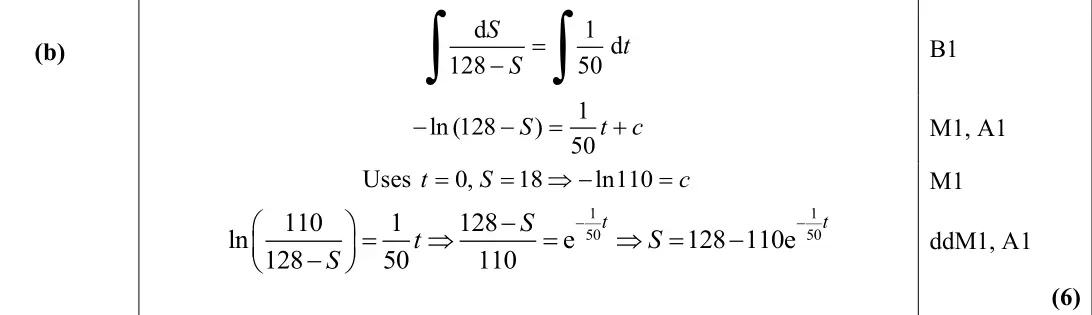 (b) ∫ dS/(128 − S) = ∫ 1/50 dt B1
−ln (128 − S) = 1/50 t + c M1, A1
Uses t = 0, S = 18 ⇒ −ln110 = c M1
ln(110/(128 − S)) = 1/50 t ⇒ (128 − S)/110 = e^(−1/50 t) ⇒ S = 128 − 110e^(−1/50 t) ddM1, A1
(6)